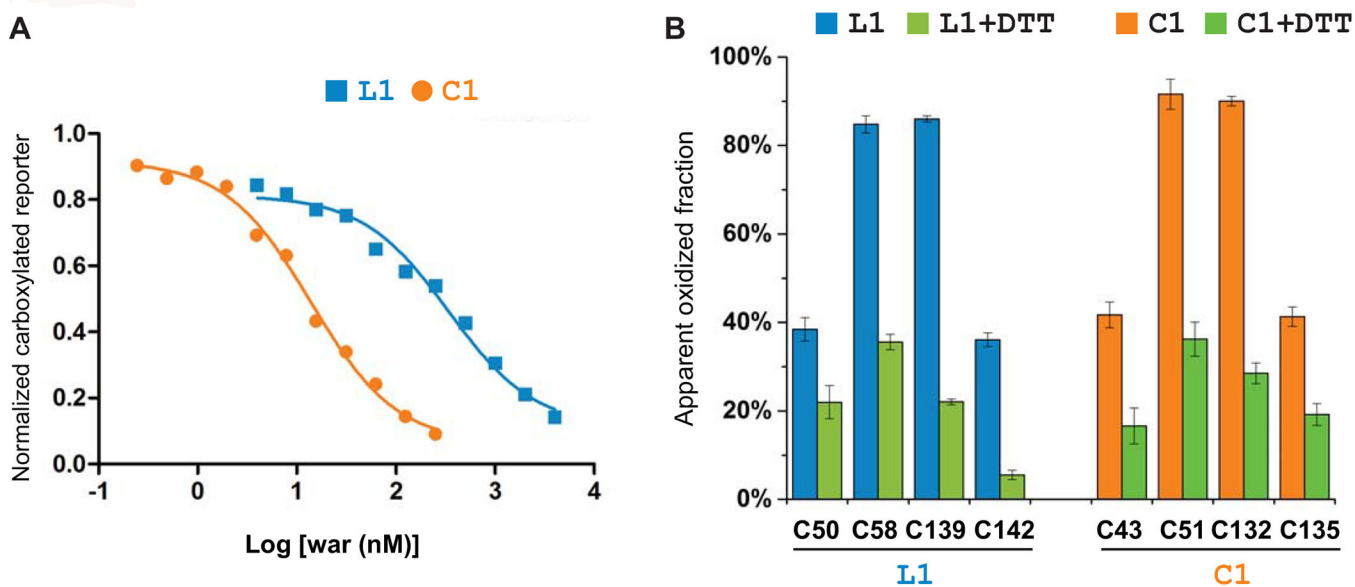 A
L1 C1
Normalized carboxylated reporter
1.0
0.8
0.6
0.4
0.2
0.0
-1 0 1 2 3 4
Log [war (nM)]
B
L1 L1+DTT C1 C1+DTT
Apparent oxidized fraction
100%
80%
60%
40%
20%
0%
C50 C58 C139 C142 C43 C51 C132 C135
L1 C1